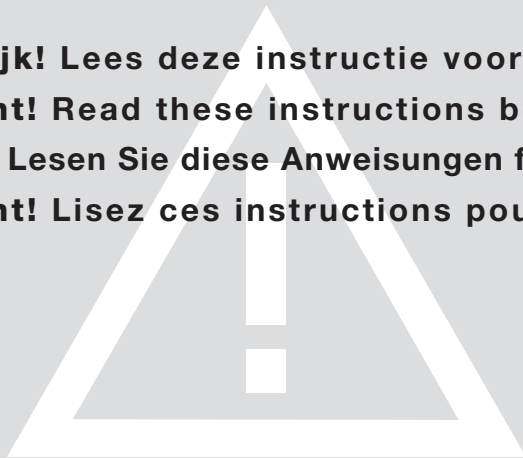 jk! Lees deze instructie voor
nt! Read these instructions b
Lesen Sie diese Anweisungen f
nt! Lisez ces instructions pou